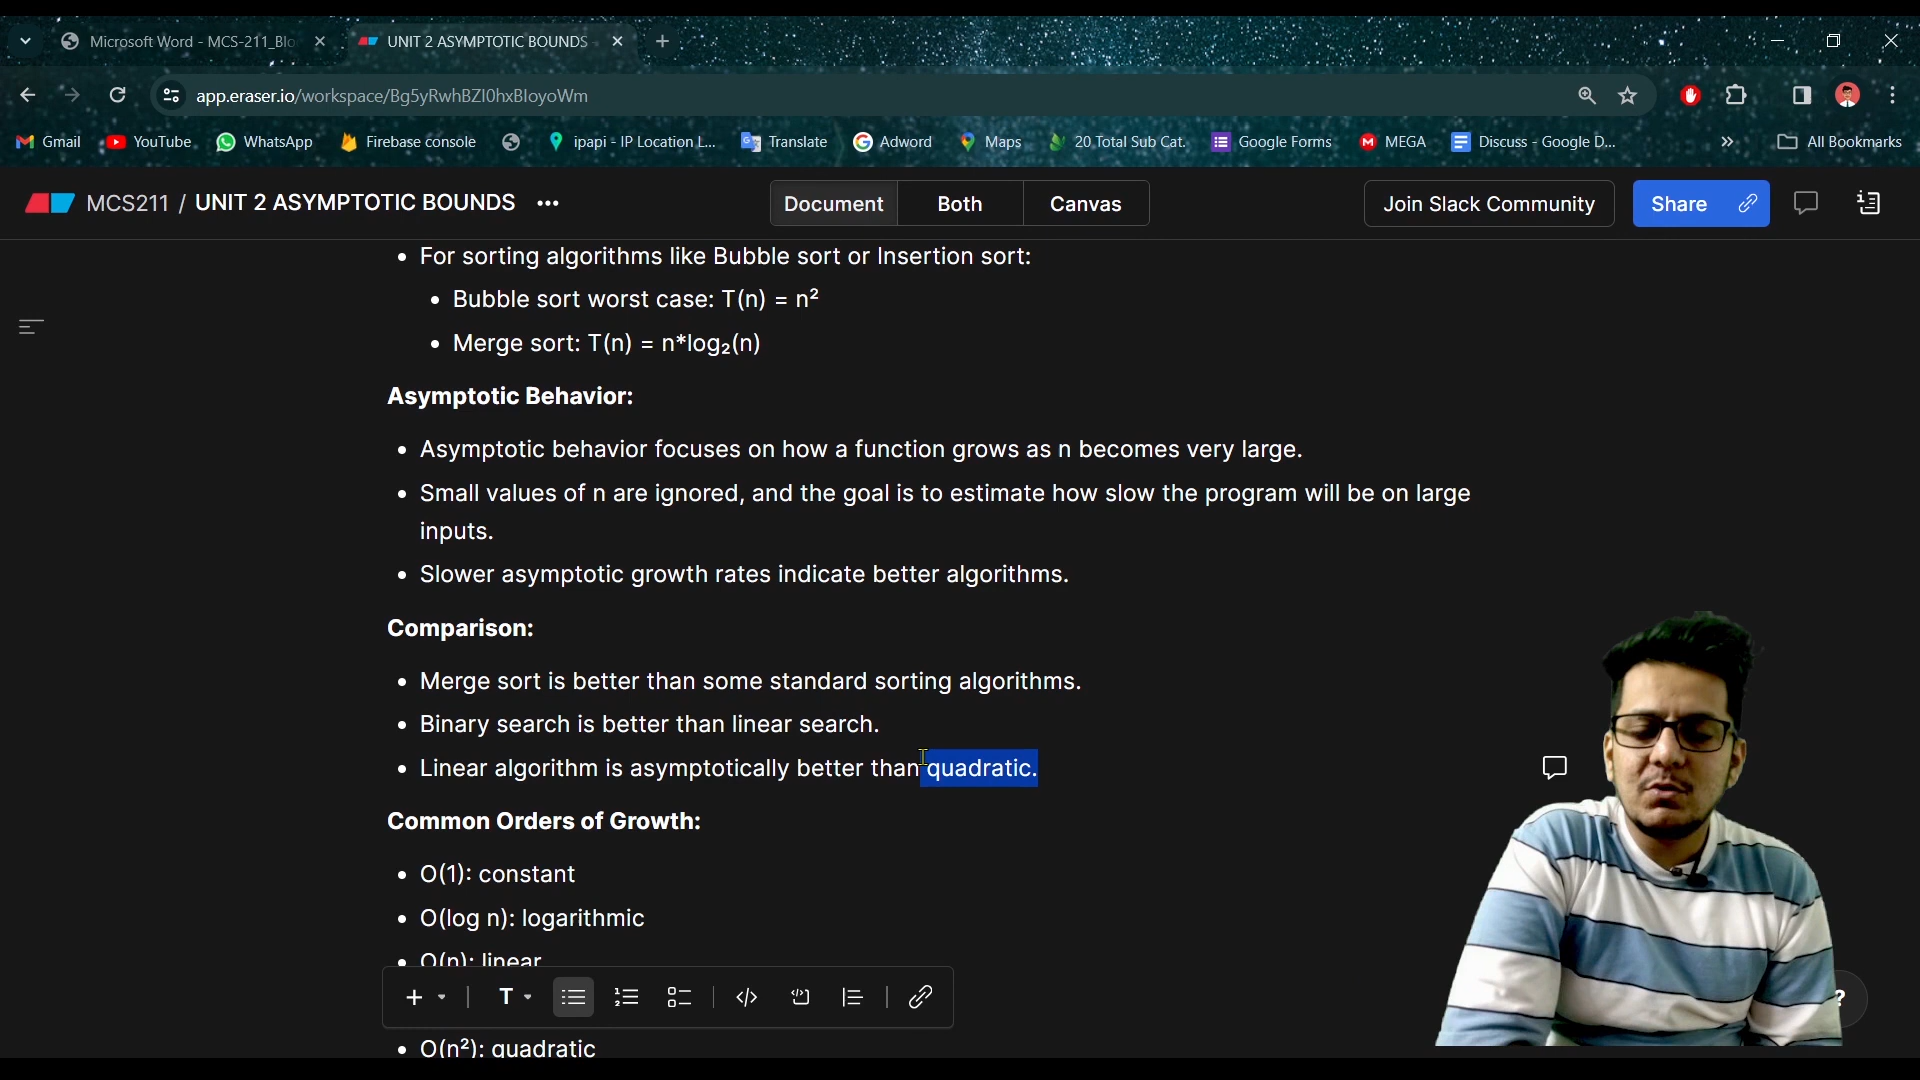 Microsoft Word - MCS-211_Blo
UNIT 2 ASYMPTOTIC BOUNDS
app.eraser.io/workspace/Bg5yRwhBZI0hxBIoyoWm
Gmail
YouTube
WhatsApp
Firebase console
ipapi - IP Location L...
Translate
Adword
Maps
20 Total Sub Cat.
Google Forms
MEGA
Discuss - Google D...
All Bookmarks
MCS211 / UNIT 2 ASYMPTOTIC BOUNDS
Document
Both
Canvas
Join Slack Community
Share
• For sorting algorithms like Bubble sort or Insertion sort:
• Bubble sort worst case: T(n) = n²
• Merge sort: T(n) = n*log₂(n)
Asymptotic Behavior:
• Asymptotic behavior focuses on how a function grows as n becomes very large.
• Small values of n are ignored, and the goal is to estimate how slow the program will be on large
inputs.
• Slower asymptotic growth rates indicate better algorithms.
Comparison:
• Merge sort is better than some standard sorting algorithms.
• Binary search is better than linear search.
• Linear algorithm is asymptotically better than quadratic.
Common Orders of Growth:
• O(1): constant
• O(log n): logarithmic
• O(n): linear
T
• O(n²): quadratic
?